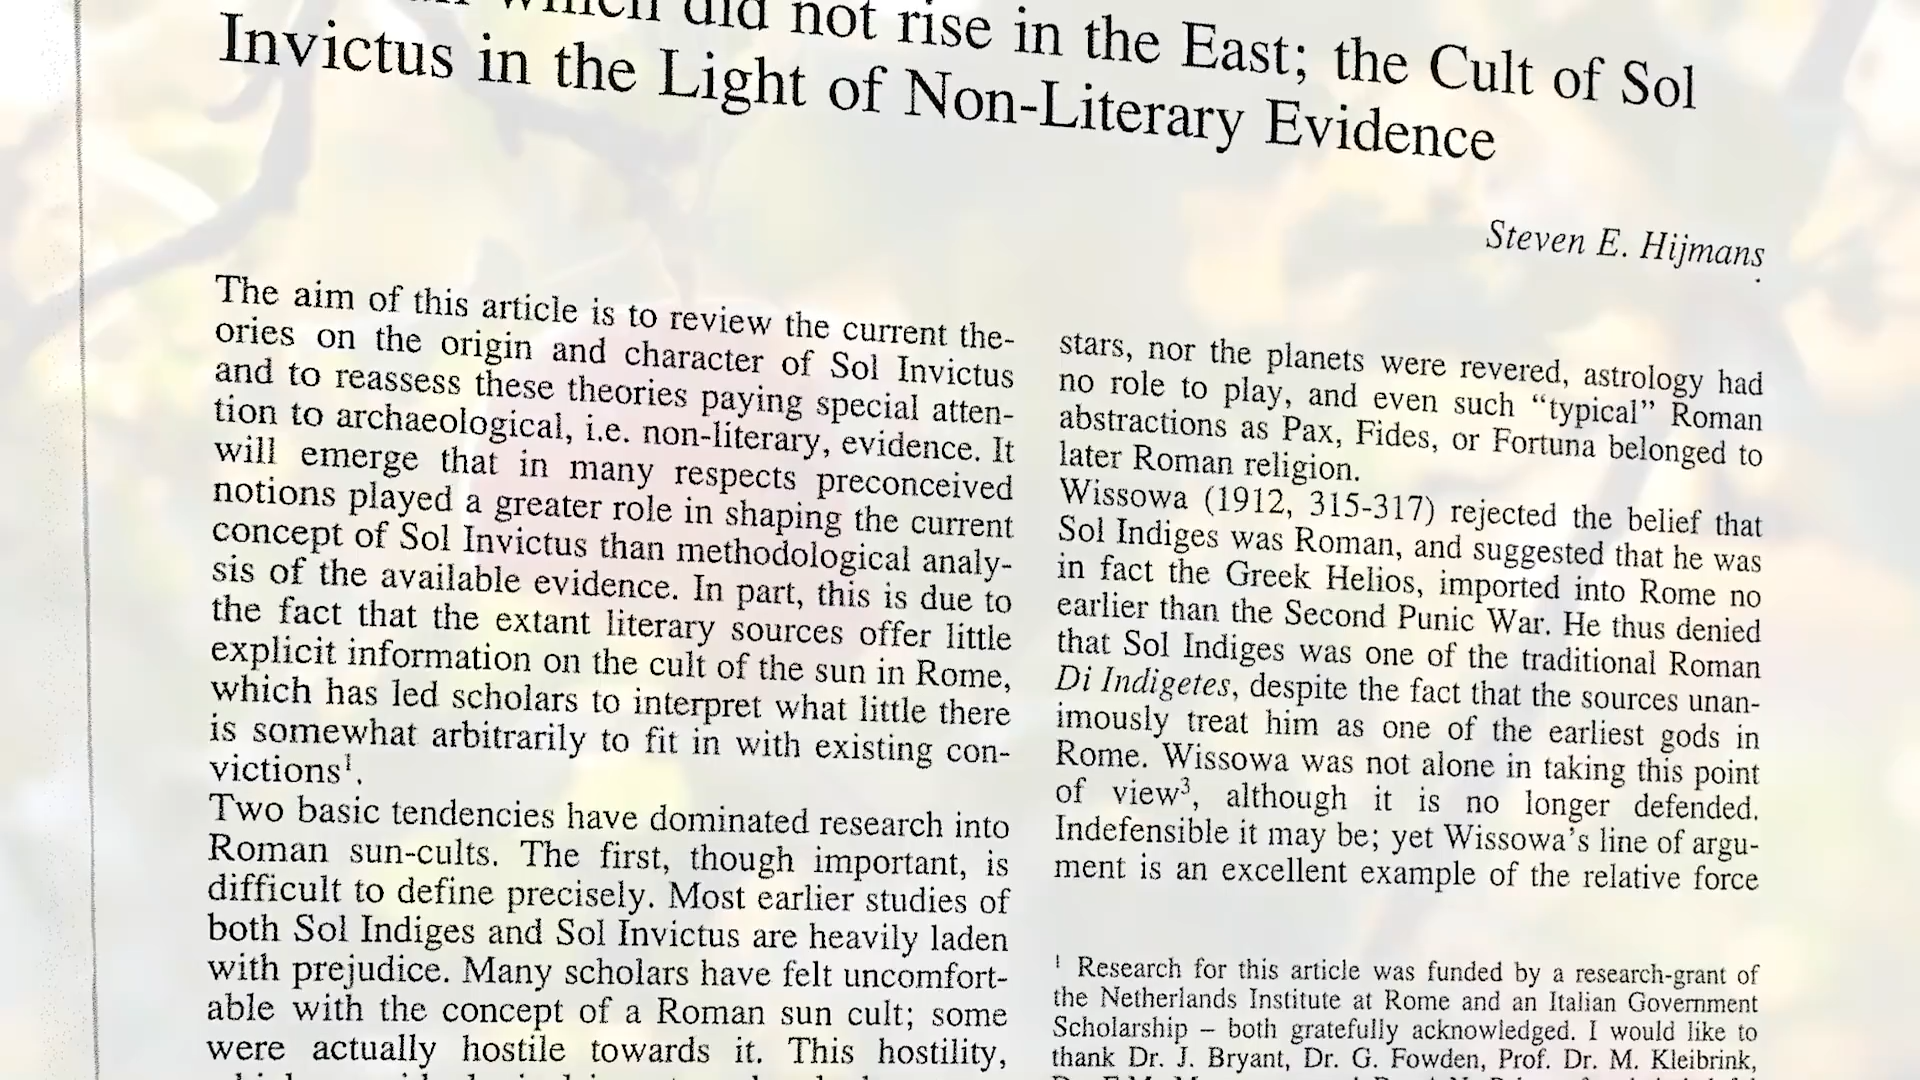 which did not rise in the East; the Cult of Sol
Invictus in the Light of Non-Literary Evidence
Steven E. Hijmans
The aim of this article is to review the current the-
ories on the origin and character of Sol Invictus
and to reassess these theories paying special atten-
tion to archaeological, i.e. non-literary, evidence. It
will emerge that in many respects preconceived
notions played a greater role in shaping the current
concept of Sol Invictus than methodological analy-
sis of the available evidence. In part, this is due to
the fact that the extant literary sources offer little
explicit information on the cult of the sun in Rome,
which has led scholars to interpret what little there
is somewhat arbitrarily to fit in with existing con-
victions¹.
Two basic tendencies have dominated research into
Roman sun-cults. The first, though important, is
difficult to define precisely. Most earlier studies of
both Sol Indiges and Sol Invictus are heavily laden
with prejudice. Many scholars have felt uncomfort-
able with the concept of a Roman sun cult; some
were actually hostile towards it. This hostility,
stars, nor the planets were revered, astrology had
no role to play, and even such “typical” Roman
abstractions as Pax, Fides, or Fortuna belonged to
later Roman religion.
Wissowa (1912, 315-317) rejected the belief that
Sol Indiges was Roman, and suggested that he was
in fact the Greek Helios, imported into Rome no
earlier than the Second Punic War. He thus denied
that Sol Indiges was one of the traditional Roman
Di Indigetes, despite the fact that the sources unan-
imously treat him as one of the earliest gods in
Rome. Wissowa was not alone in taking this point
of view³, although it is no longer defended.
Indefensible it may be; yet Wissowa’s line of argu-
ment is an excellent example of the relative force
¹ Research for this article was funded by a research-grant of
the Netherlands Institute at Rome and an Italian Government
Scholarship – both gratefully acknowledged. I would like to
thank Dr. J. Bryant, Dr. G. Fowden, Prof. Dr. M. Kleibrink,